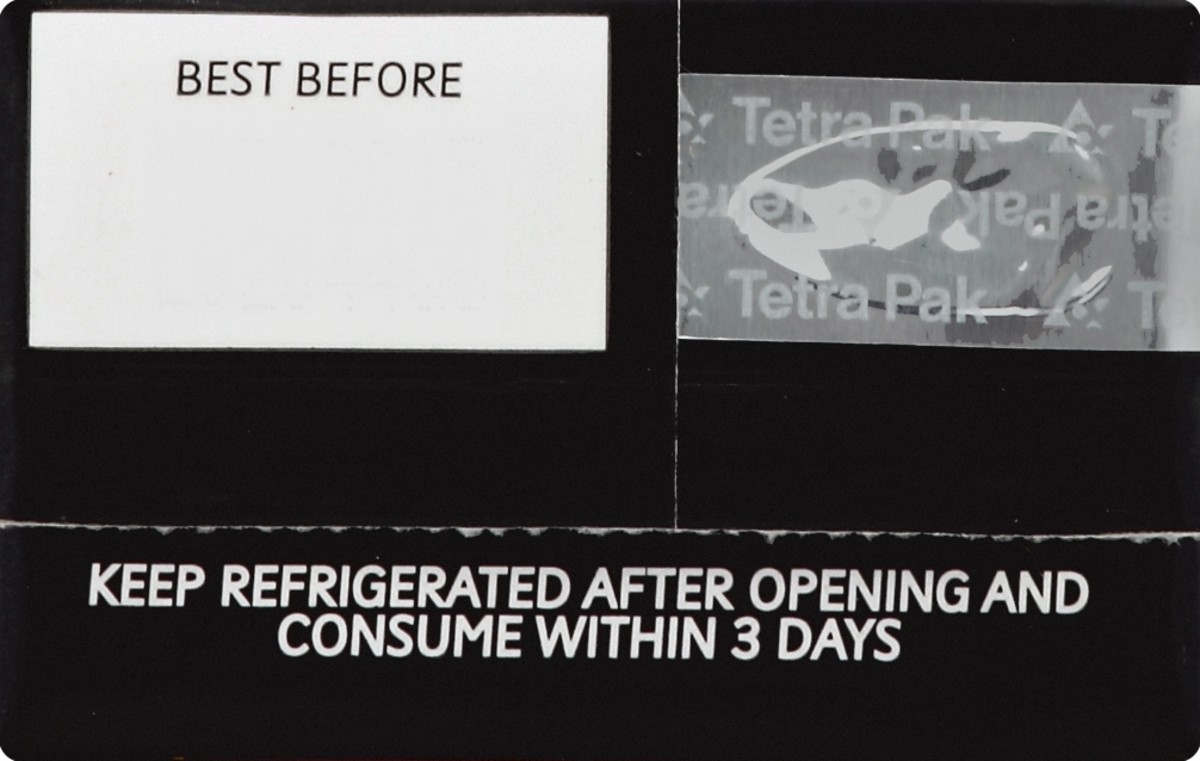 BEST BEFORE
Tetra Pak
Tetra Pak
Tetra Pak
KEEP REFRIGERATED AFTER OPENING AND
CONSUME WITHIN 3 DAYS